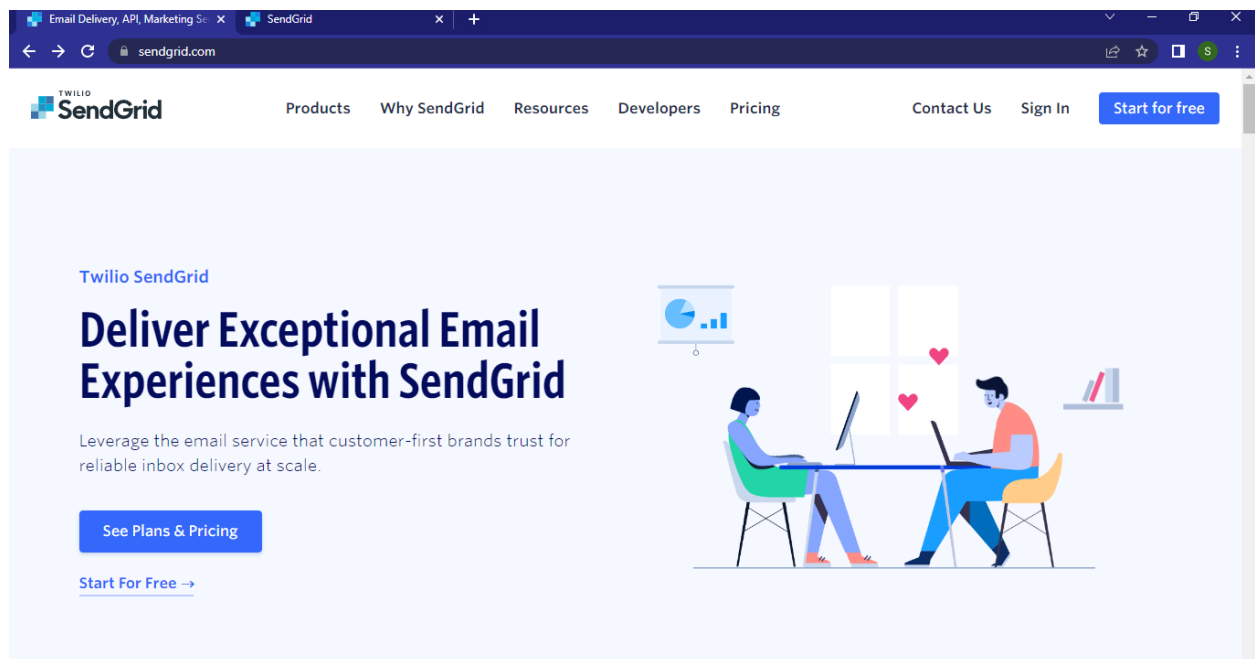 Email Delivery, API, Marketing Se
SendGrid
sendgrid.com
S
TWILIO
SendGrid
Products
Why SendGrid
Resources
Developers
Pricing
Contact Us
Sign In
Start for free
Twilio SendGrid
Deliver Exceptional Email
Experiences with SendGrid
Leverage the email service that customer-first brands trust for
reliable inbox delivery at scale.
See Plans & Pricing
Start For Free →